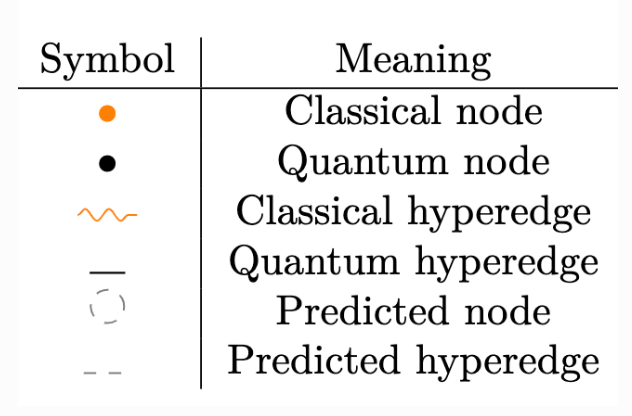 Symbol Meaning
Classical node
Quantum node
Classical hyperedge
Quantum hyperedge
Predicted node
Predicted hyperedge